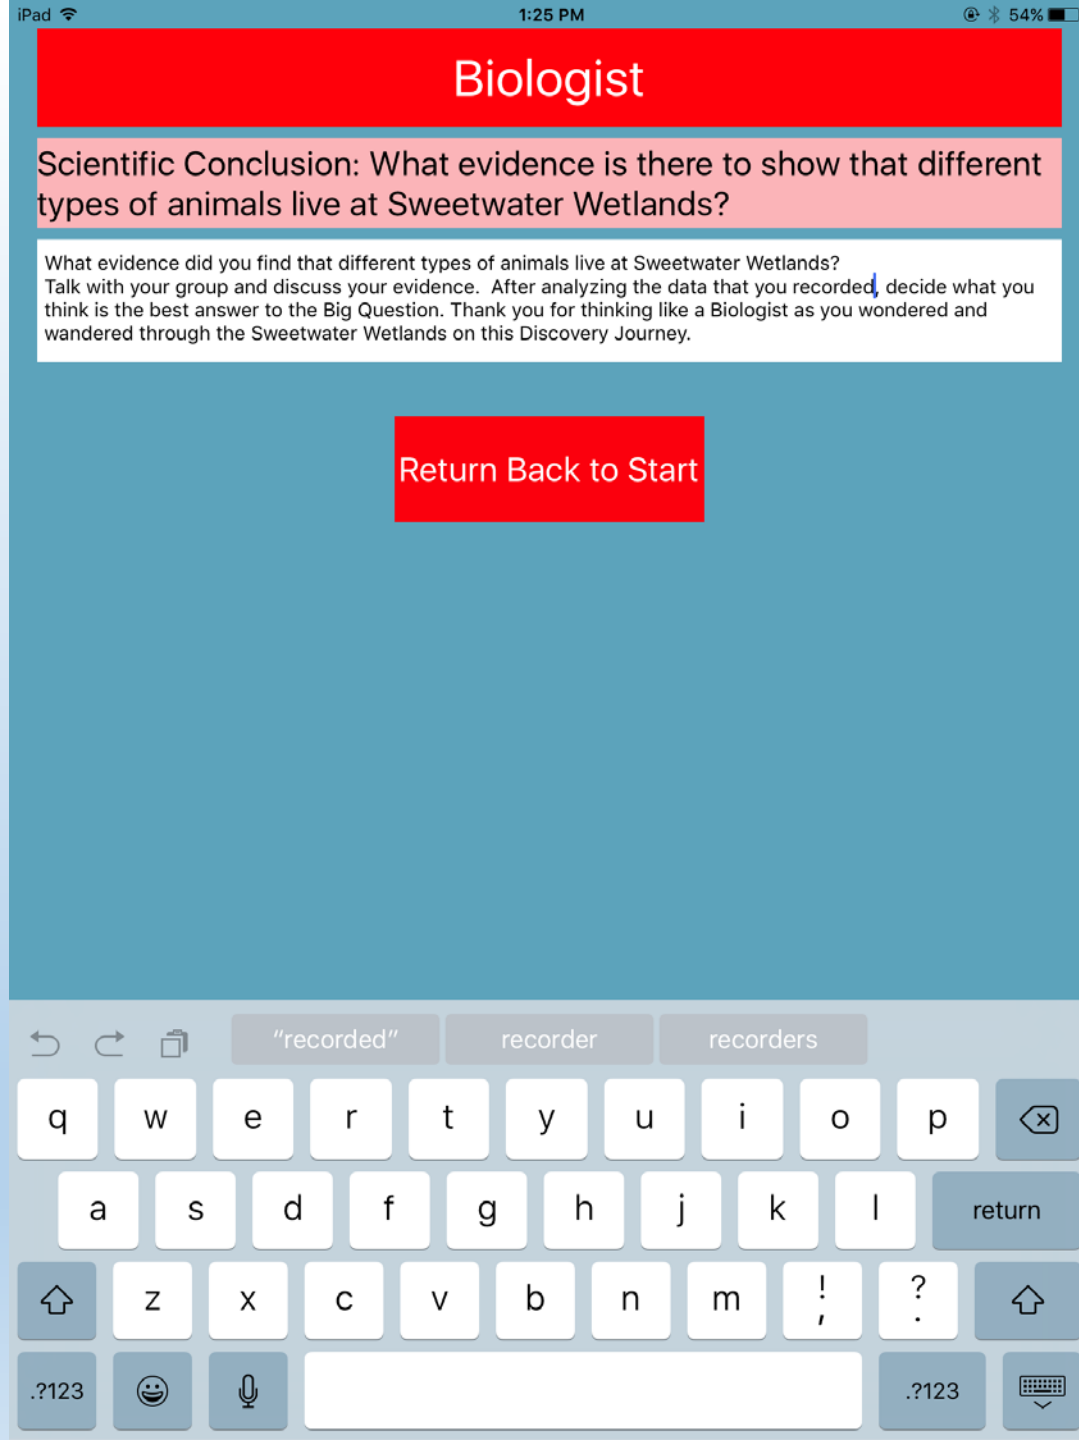 iPad 1:25 PM 54%
Biologist
Scientific Conclusion: What evidence is there to show that different
types of animals live at Sweetwater Wetlands?
What evidence did you find that different types of animals live at Sweetwater Wetlands?
Talk with your group and discuss your evidence.  After analyzing the data that you recorded, decide what you
think is the best answer to the Big Question. Thank you for thinking like a Biologist as you wondered and
wandered through the Sweetwater Wetlands on this Discovery Journey.
Return Back to Start
“recorded” recorder recorders
q w e r t y u i o p
a s d f g h j k l return
z x c v b n m ! , ? .
.?123 .?123